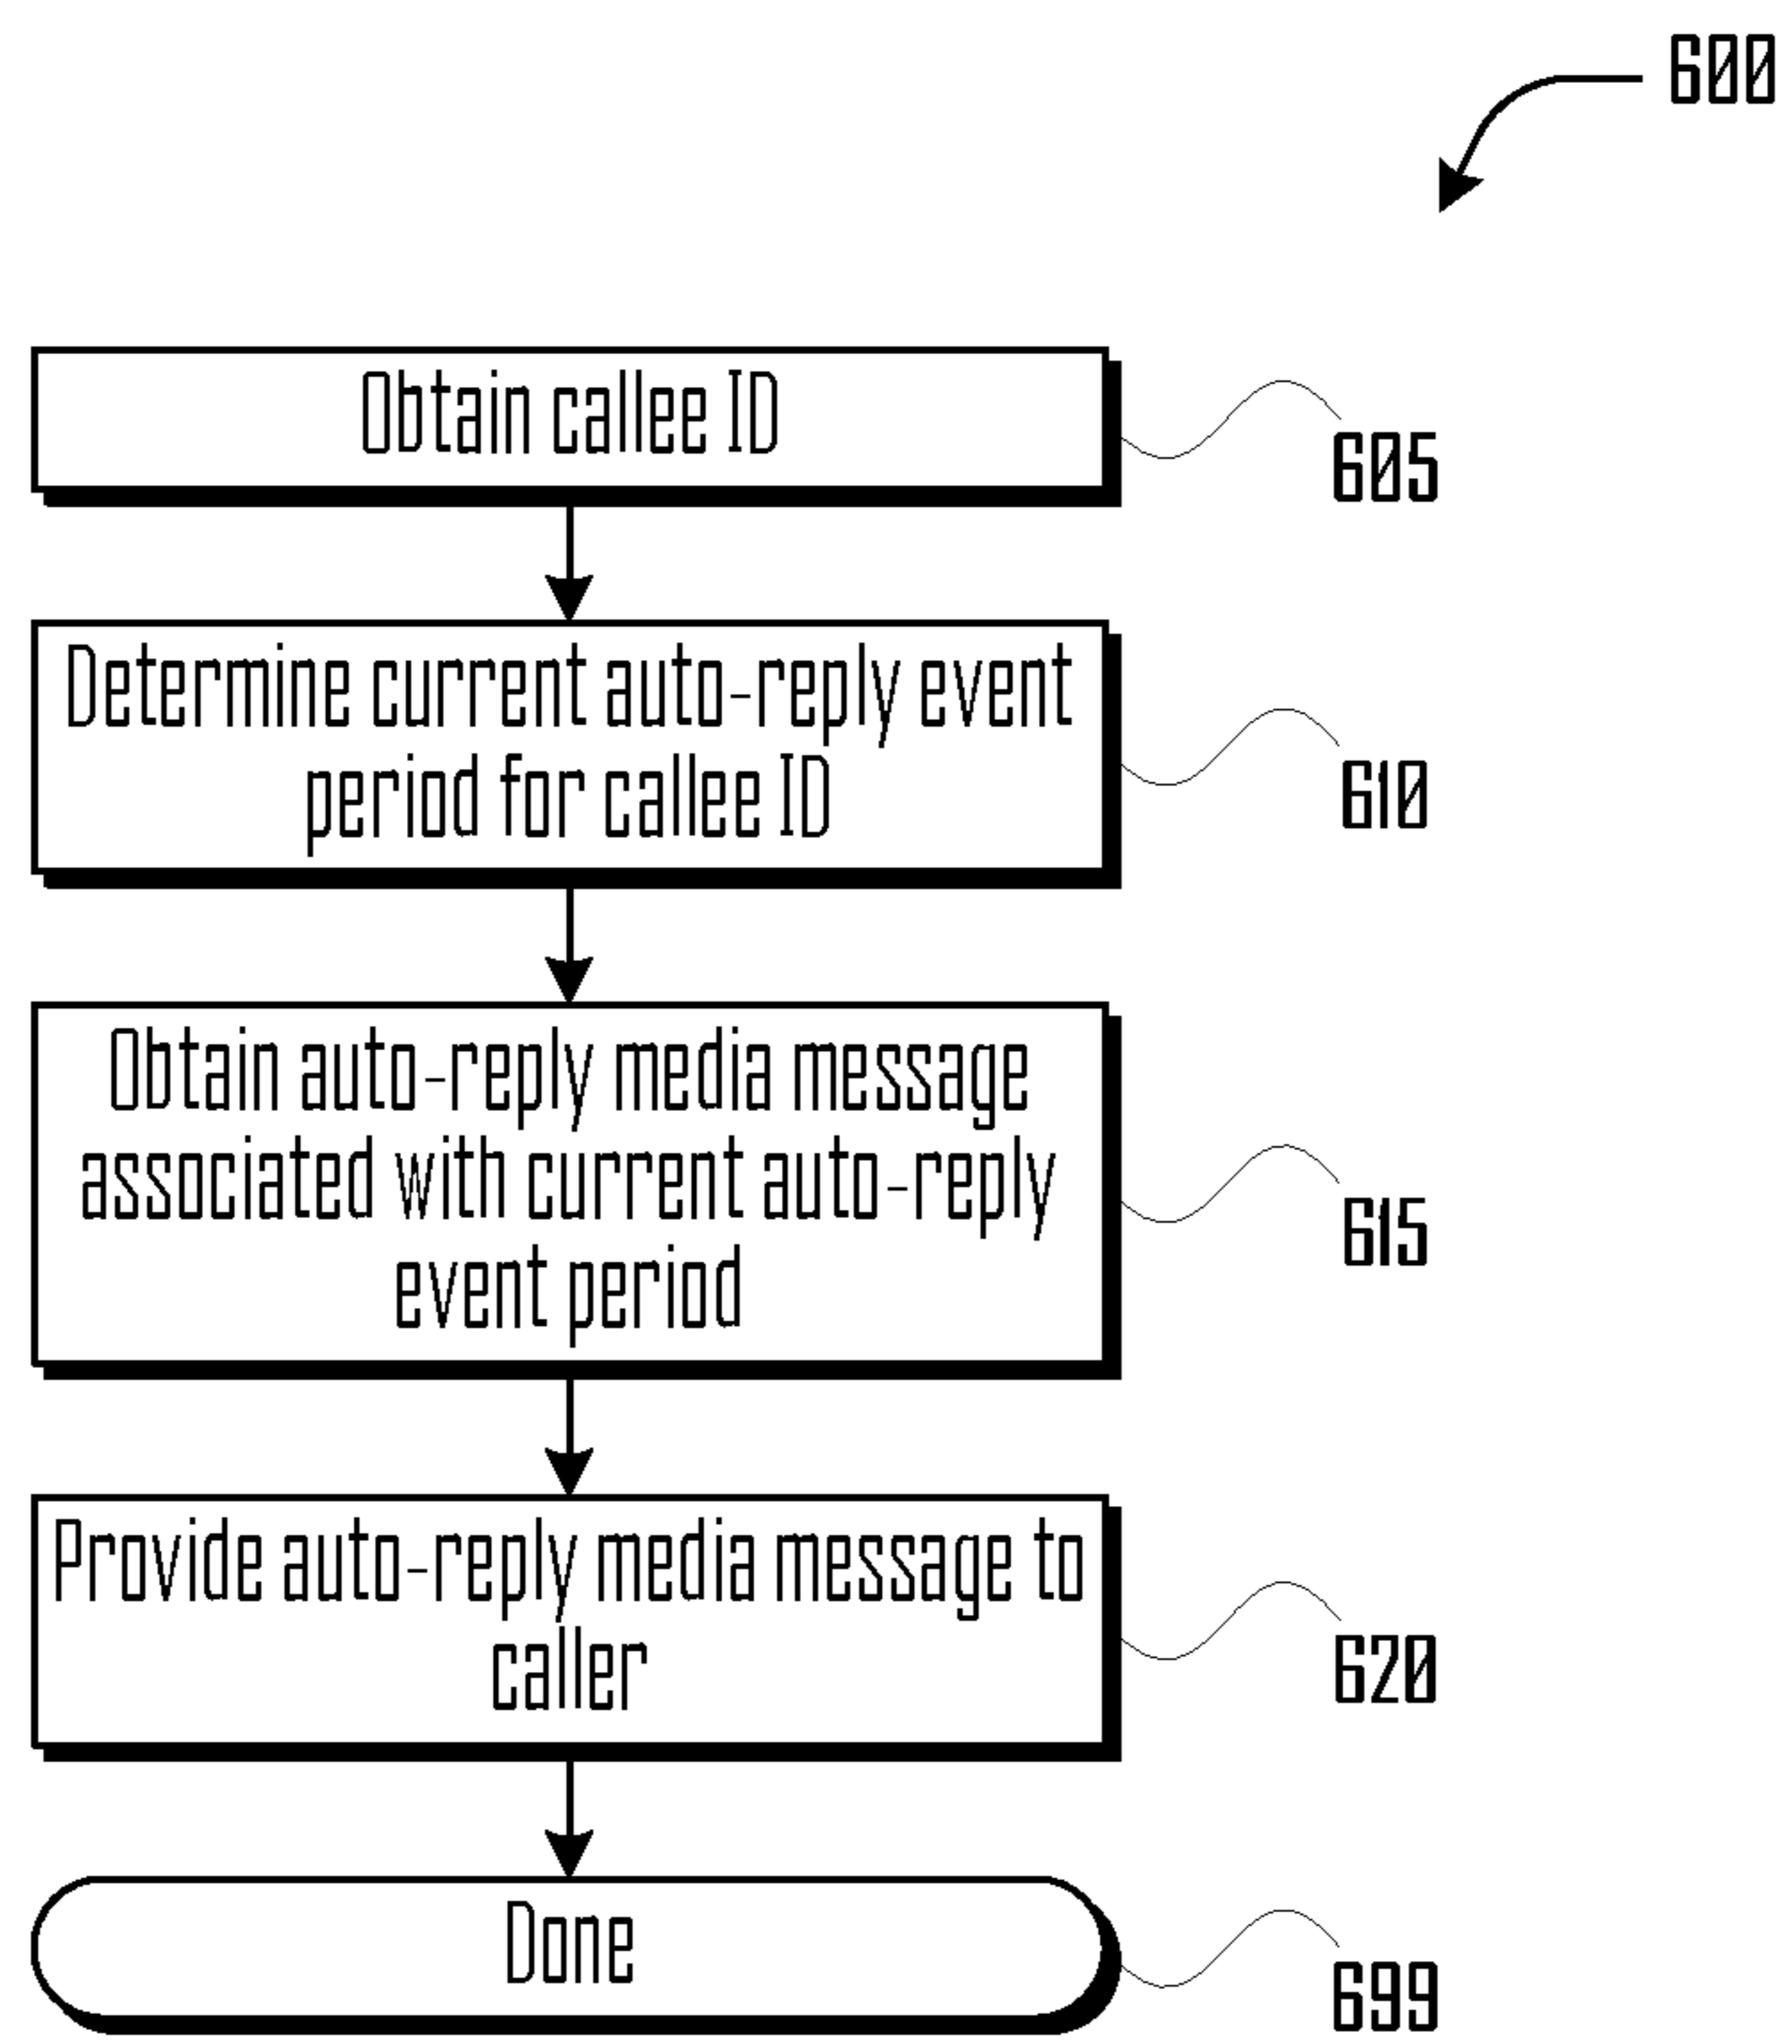 600
Obtain callee ID
605
Determine current auto-reply event
period for callee ID
610
Obtain auto-reply media message
associated with current auto-reply
event period
615
Provide auto-reply media message to
caller
620
Done
699